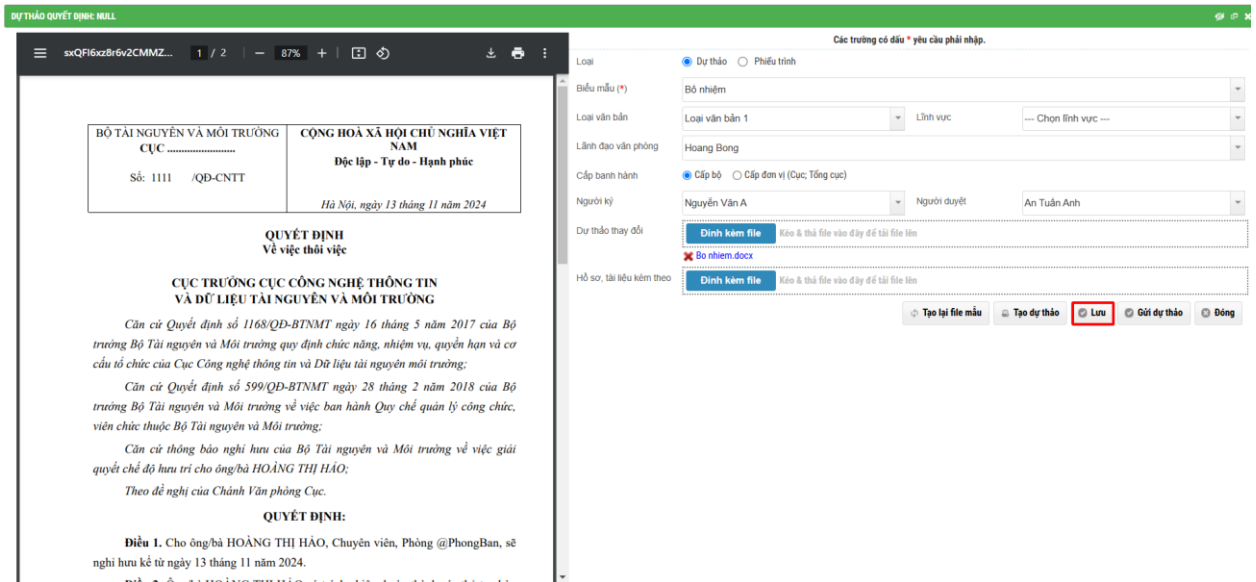 DỰ THẢO QUYẾT ĐỊNH: NULL
sxQFI6xz8r6v2CMMZ... 1 / 2 87%
BỘ TÀI NGUYÊN VÀ MÔI TRƯỜNG
CỤC ........................
Số: 1111 /QĐ-CNTT
CỘNG HOÀ XÃ HỘI CHỦ NGHĨA VIỆT
NAM
Độc lập - Tự do - Hạnh phúc
Hà Nội, ngày 13 tháng 11 năm 2024
QUYẾT ĐỊNH
Về việc thôi việc
CỤC TRƯỞNG CỤC CÔNG NGHỆ THÔNG TIN
VÀ DỮ LIỆU TÀI NGUYÊN VÀ MÔI TRƯỜNG
Căn cứ Quyết định số 1168/QĐ-BTNMT ngày 16 tháng 5 năm 2017 của Bộ
trưởng Bộ Tài nguyên và Môi trường quy định chức năng, nhiệm vụ, quyền hạn và cơ
cấu tổ chức của Cục Công nghệ thông tin và Dữ liệu tài nguyên môi trường;
Căn cứ Quyết định số 599/QĐ-BTNMT ngày 28 tháng 2 năm 2018 của Bộ
trưởng Bộ Tài nguyên và Môi trường về việc ban hành Quy chế quản lý công chức,
viên chức thuộc Bộ Tài nguyên và Môi trường;
Căn cứ thông báo nghỉ hưu của Bộ Tài nguyên và Môi trường về việc giải
quyết chế độ hưu trí cho ông/bà HOÀNG THỊ HẢO;
Theo đề nghị của Chánh Văn phòng Cục.
QUYẾT ĐỊNH:
Điều 1. Cho ông/bà HOÀNG THỊ HẢO, Chuyên viên, Phòng @PhongBan, sẽ
nghỉ hưu kể từ ngày 13 tháng 11 năm 2024.
Các trường có dấu * yêu cầu phải nhập.
Loại Dự thảo Phiếu trình
Biểu mẫu (*) Bổ nhiệm
Loại văn bản Loại văn bản 1 Lĩnh vực --- Chọn lĩnh vực ---
Lãnh đạo văn phòng Hoang Bong
Cấp banh hành Cấp bộ Cấp đơn vị (Cục; Tổng cục)
Người ký Nguyễn Văn A Người duyệt An Tuấn Anh
Dự thảo thay đổi Đính kèm file Kéo & thả file vào đây để tải file lên
Bo nhiem.docx
Hồ sơ, tài liệu kèm theo Đính kèm file Kéo & thả file vào đây để tải file lên
Tạo lại file mẫu Tạo dự thảo Lưu Gửi dự thảo Đóng